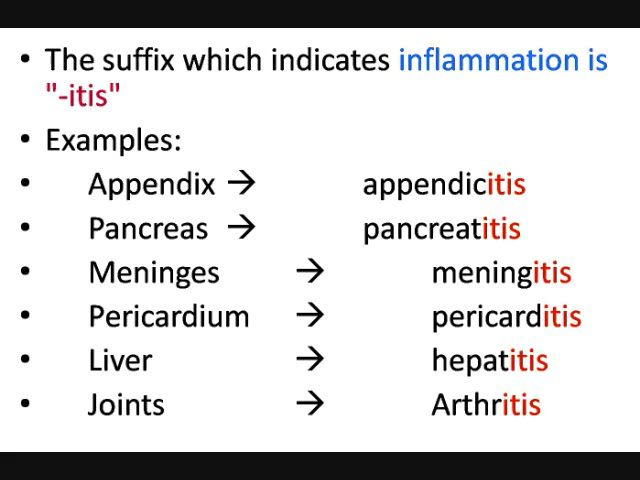 • The suffix which indicates inflammation is
"-itis"
• Examples:
• Appendix → appendicitis
• Pancreas → pancreatitis
• Meninges → meningitis
• Pericardium → pericarditis
• Liver → hepatitis
• Joints → Arthritis